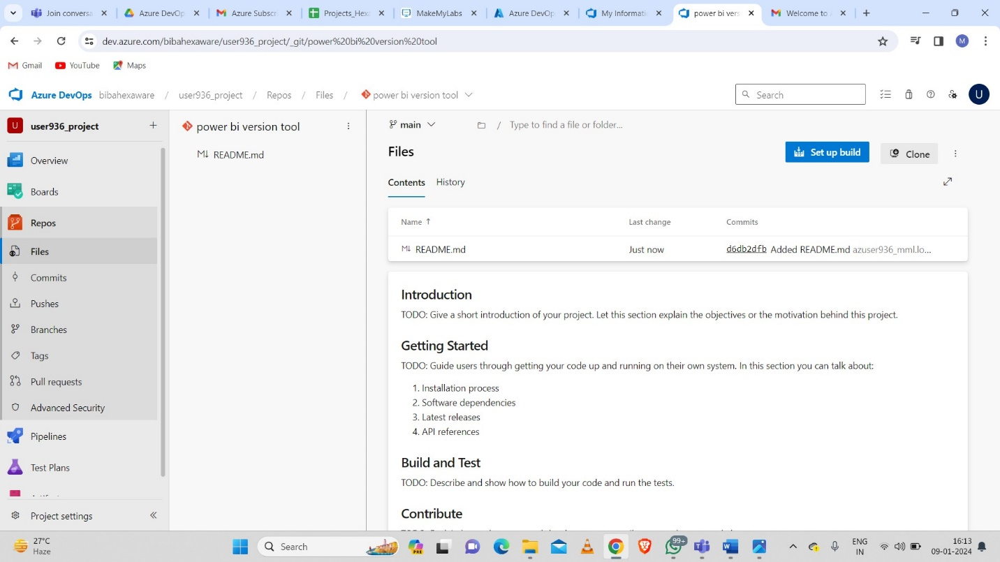 Join conversa
Azure DevOp
Azure Subscr
Projects_Hexa
MakeMyLabs
Azure DevOp
My Informati
power bi vers
Welcome to
dev.azure.com/bibahexaware/user936_project/_git/power%20bi%20version%20tool
M
Gmail
YouTube
Maps
Azure DevOps bibahexaware / user936_project / Repos / Files / power bi version tool
Search
U
U user936_project
Overview
Boards
Repos
Files
Commits
Pushes
Branches
Tags
Pull requests
Advanced Security
Pipelines
Test Plans
Project settings
power bi version tool
README.md
main / Type to find a file or folder...
Files
Set up build
Clone
Contents History
Name ↑ Last change Commits
README.md Just now d6db2dfb Added README.md azuser936_mml.lo...
Introduction
TODO: Give a short introduction of your project. Let this section explain the objectives or the motivation behind this project.
Getting Started
TODO: Guide users through getting your code up and running on their own system. In this section you can talk about:
1. Installation process
2. Software dependencies
3. Latest releases
4. API references
Build and Test
TODO: Describe and show how to build your code and run the tests.
Contribute
27°C
Haze
Search
PRE
99+
ENG
IN
16:13
09-01-2024